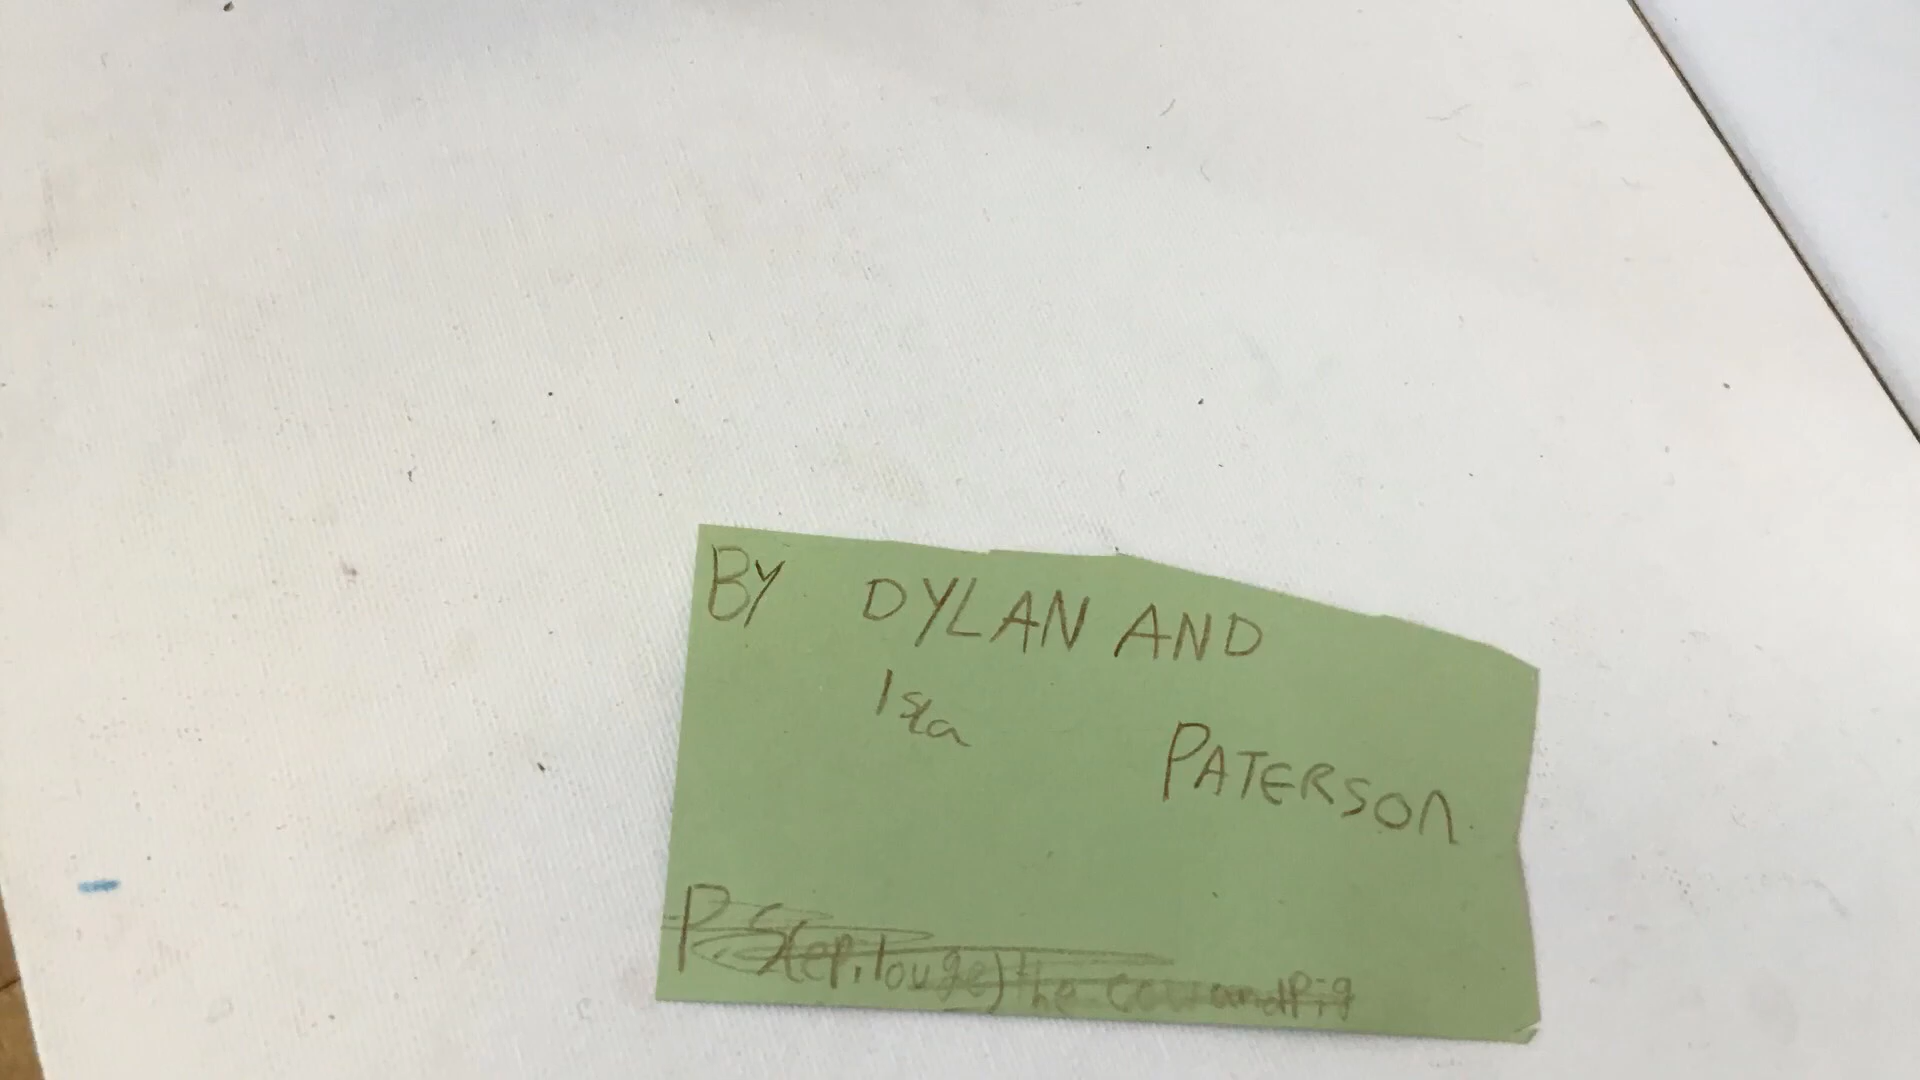 BY DYLAN AND
Isla
PATERSON.
P.S(epilouge) the cow and Pig